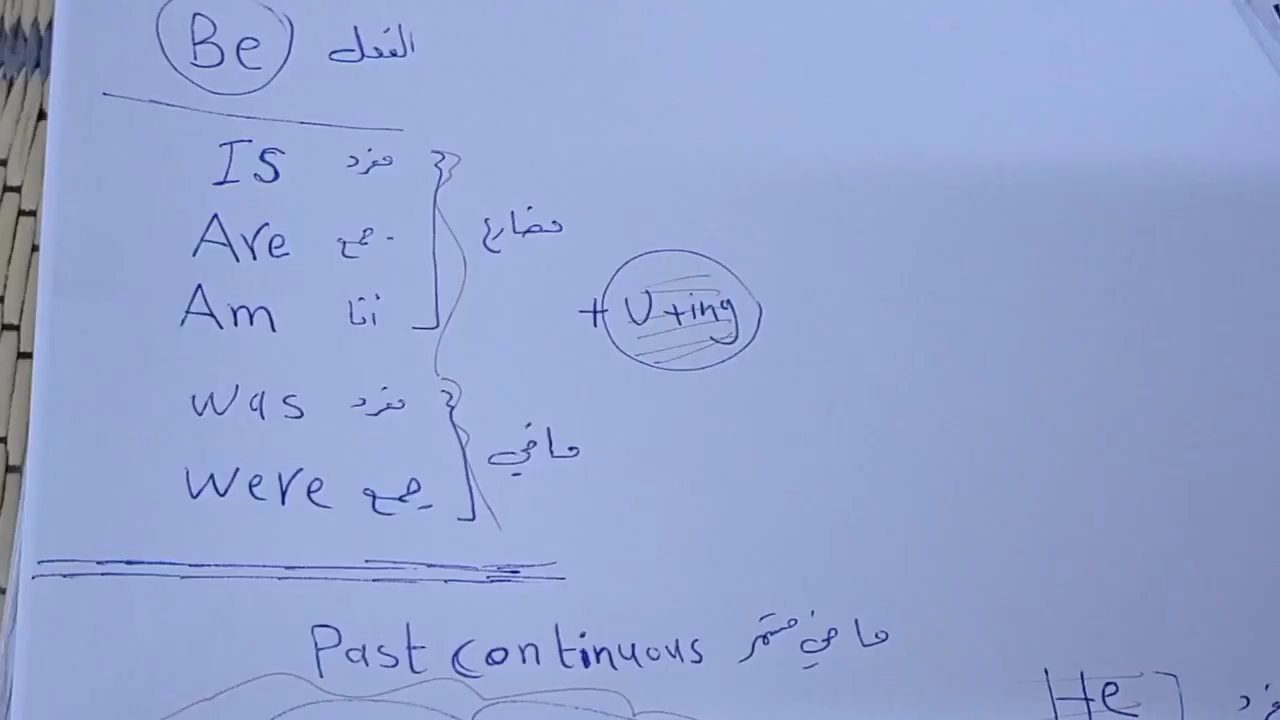 Be الفعل
Is مفرد
Are جمع
مضارع
Am أنا
+ V+ing
was مفرد
ماضي
were جمع
Past continuous ماضي مستمر
He